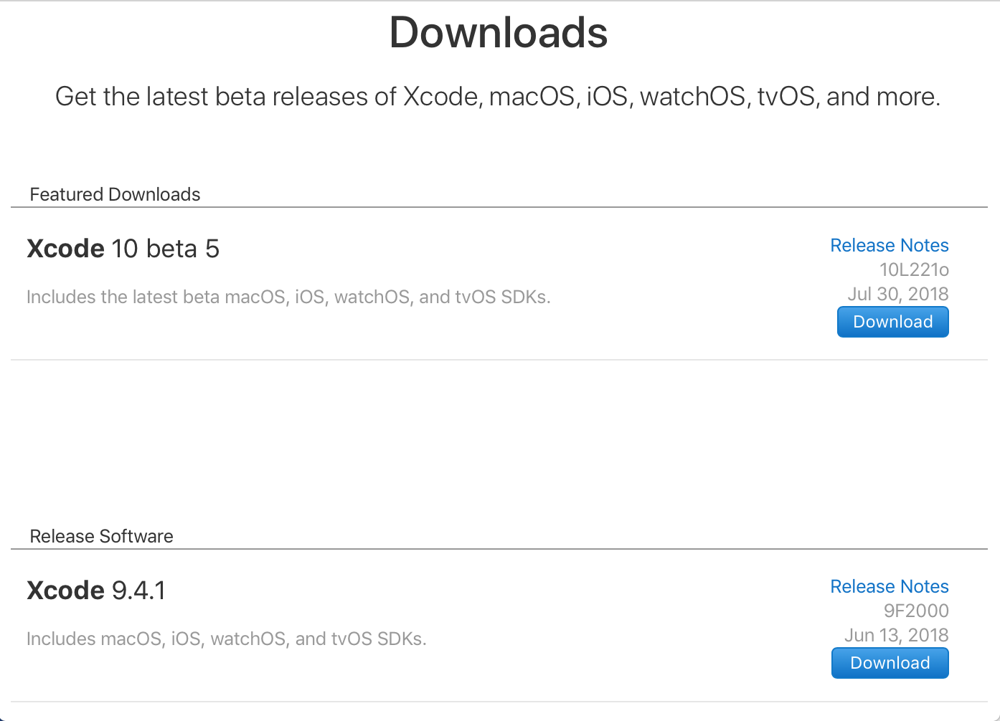 Downloads
Get the latest beta releases of Xcode, macOS, iOS, watchOS, tvOS, and more.
Featured Downloads
Xcode 10 beta 5
Release Notes
10L221o
Includes the latest beta macOS, iOS, watchOS, and tvOS SDKs.
Jul 30, 2018
Download
Release Software
Xcode 9.4.1
Release Notes
9F2000
Includes macOS, iOS, watchOS, and tvOS SDKs.
Jun 13, 2018
Download